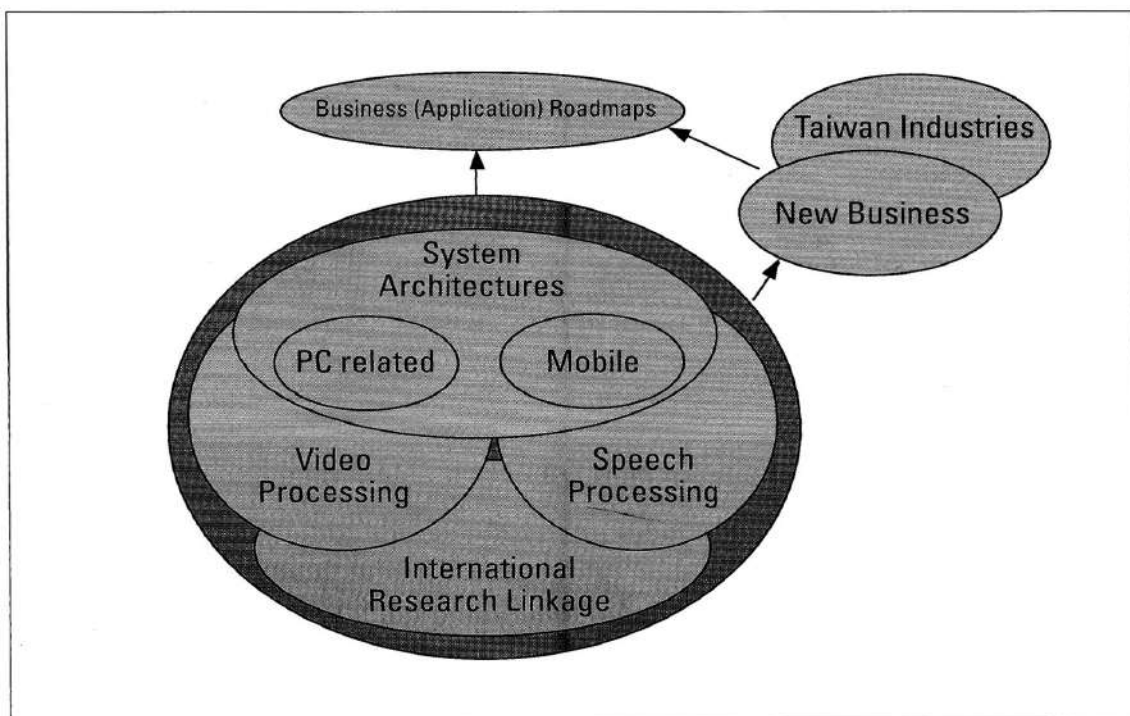 Business (Application) Roadmaps
Taiwan Industries
New Business
System
Architectures
PC related
Mobile
Video
Processing
Speech
Processing
International
Research Linkage